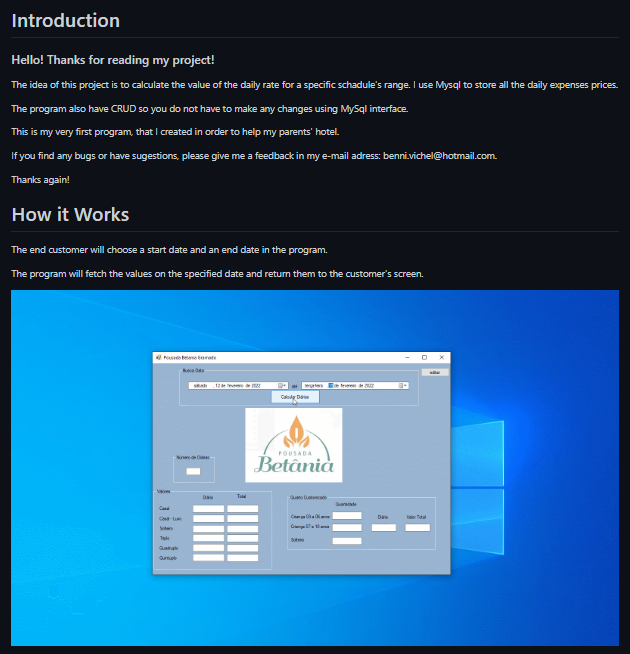 Introduction
Hello! Thanks for reading my project!
The idea of this project is to calculate the value of the daily rate for a specific schadule's range. I use Mysql to store all the daily expenses prices.
The program also have CRUD so you do not have to make any changes using MySql interface.
This is my very first program, that I created in order to help my parents' hotel.
If you find any bugs or have sugestions, please give me a feedback in my e-mail adress: benni.vichel@hotmail.com.
Thanks again!
How it Works
The end customer will choose a start date and an end date in the program.
The program will fetch the values on the specified date and return them to the customer's screen.
Pousada Betania Gramado
Busca Data
editar
sábado , 12 de fevereiro de 2022
terça-feira de fevereiro de 2022
Calcular Diárias
POUSADA
Betânia
Número de Diárias
Valores
Diária Total
Casal
Casal - Luxo
Solteiro
Triplo
Quadruplo
Quintuplo
Quarto Customizado
Quantidade
Criança 03 a 06 anos Diária Valor Total
Criança 07 a 10 anos
Adultos